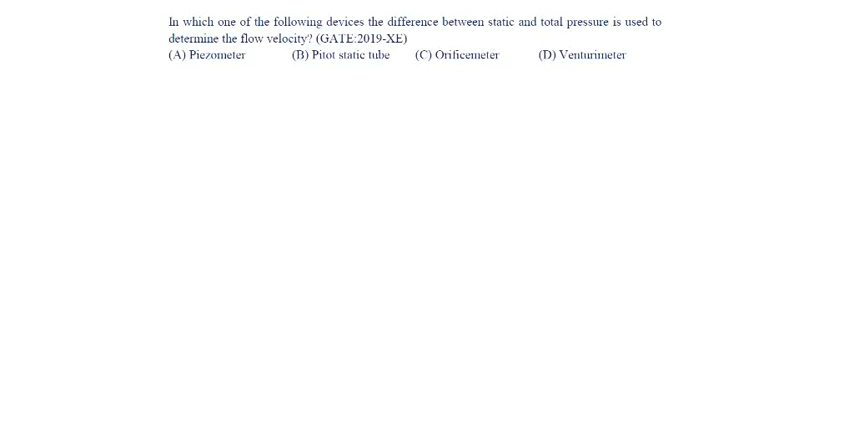 In which one of the following devices the difference between static and total pressure is used to
determine the flow velocity? (GATE:2019-XE)
(A) Piezometer (B) Pitot static tube (C) Orificemeter (D) Venturimeter